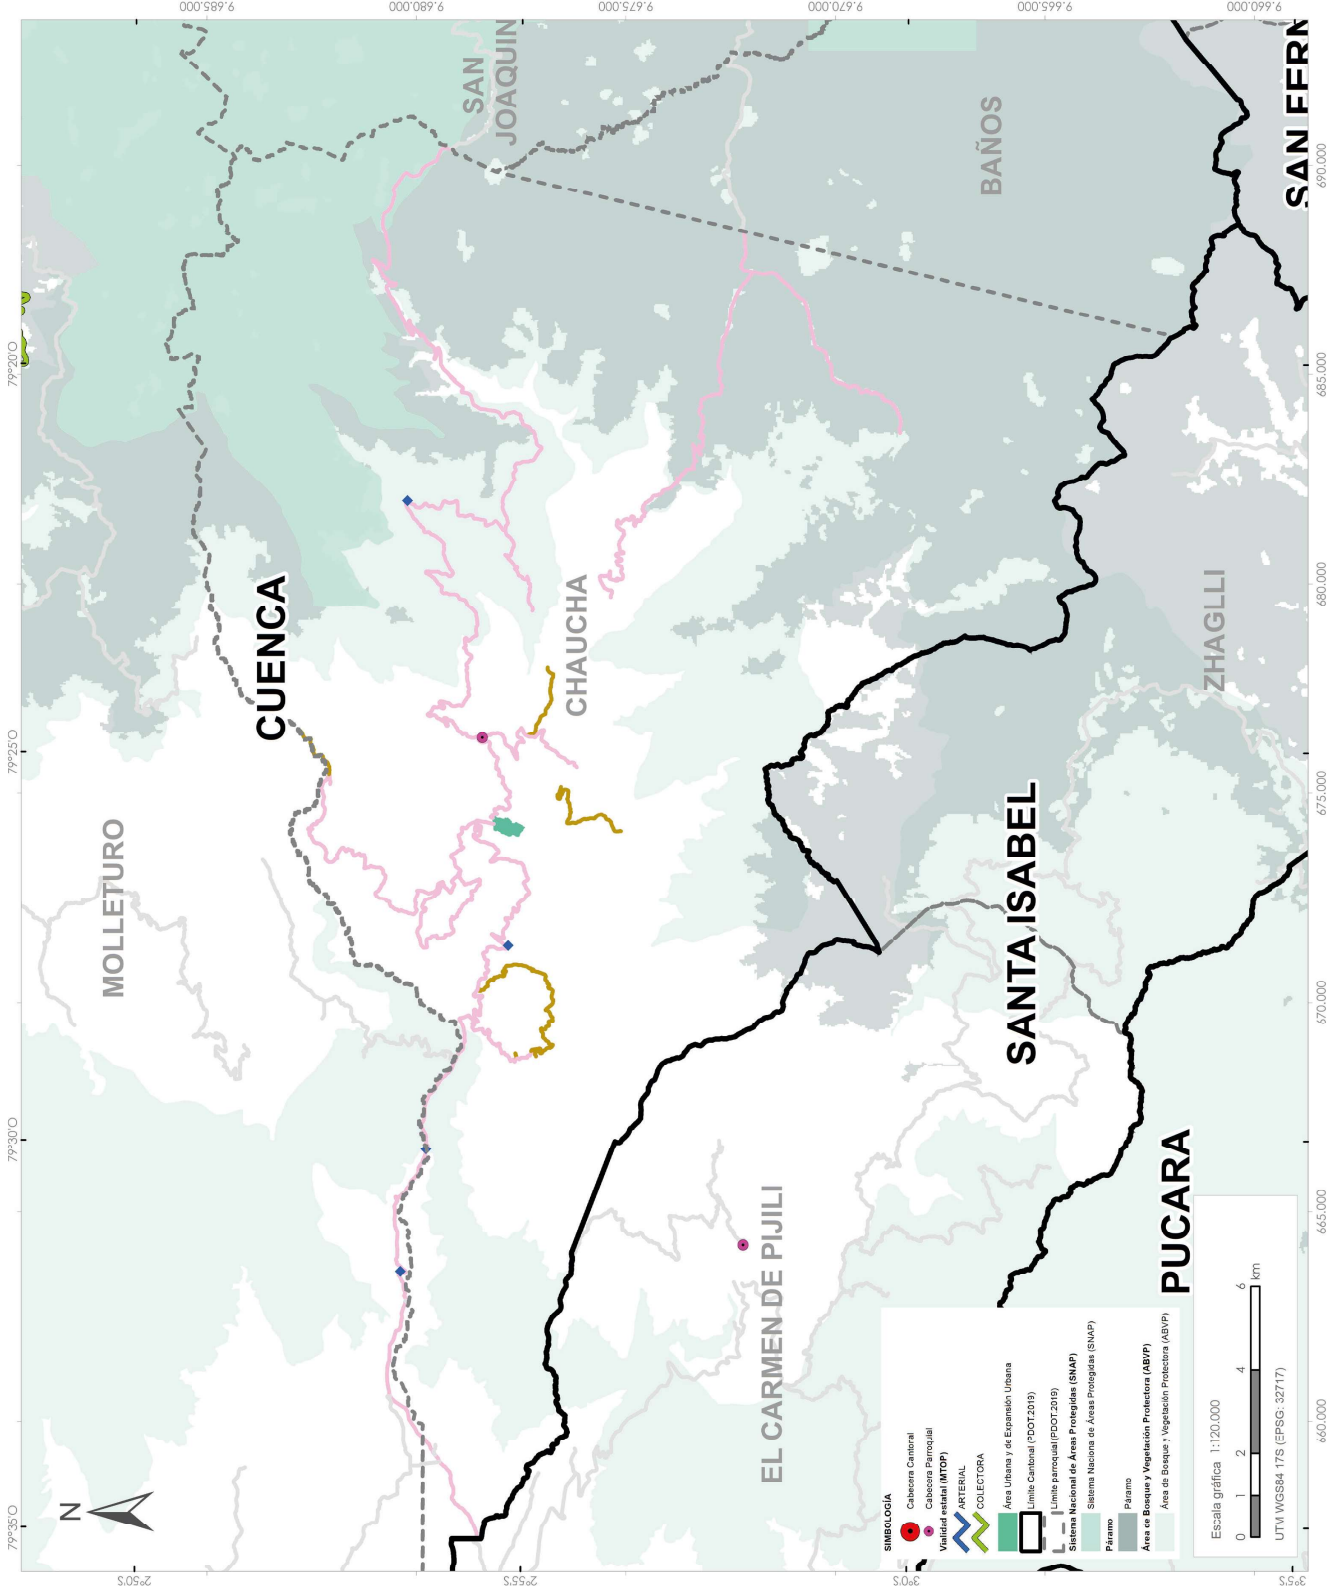 79°35'O
79°30'O
79°25'O
79°20'O
2°50'S
2°55'S
3°0'S
3°5'S
9.685.000
9.680.000
9.675.000
9.670.000
9.665.000
9.660.000
660.000
665.000
670.000
675.000
680.000
685.000
690.000
N
MOLLETURO
CUENCA
SAN
JOAQUIN
CHAUCHA
BAÑOS
EL CARMEN DE PIJILI
SANTA ISABEL
ZHAGLLI
PUCARA
SAN FERN
SIMBOLOGÍA
Cabecera Cantoral
Cabecera Parroquial
Vialidad estatal (MTOP)
ARTERIAL
COLECTORA
Área Urbana y de Expansión Urbana
Límite Cantonal (PDOT.2019)
Límite parroquial(PDOT.2019)
Sistema Nacional de Áreas Protegidas (SNAP)
Sistema Naciona de Áreas Protegidas (SNAP)
Páramo
Páramo
Área ce Bosque y Vegetación Protectora (ABVP)
Área de Bosque y Vegetación Protectora (ABVP)
Escala gráfica 1:120.000
0 1 2 4 6
km
UTM WGS84 17S (EPSG: 32717)